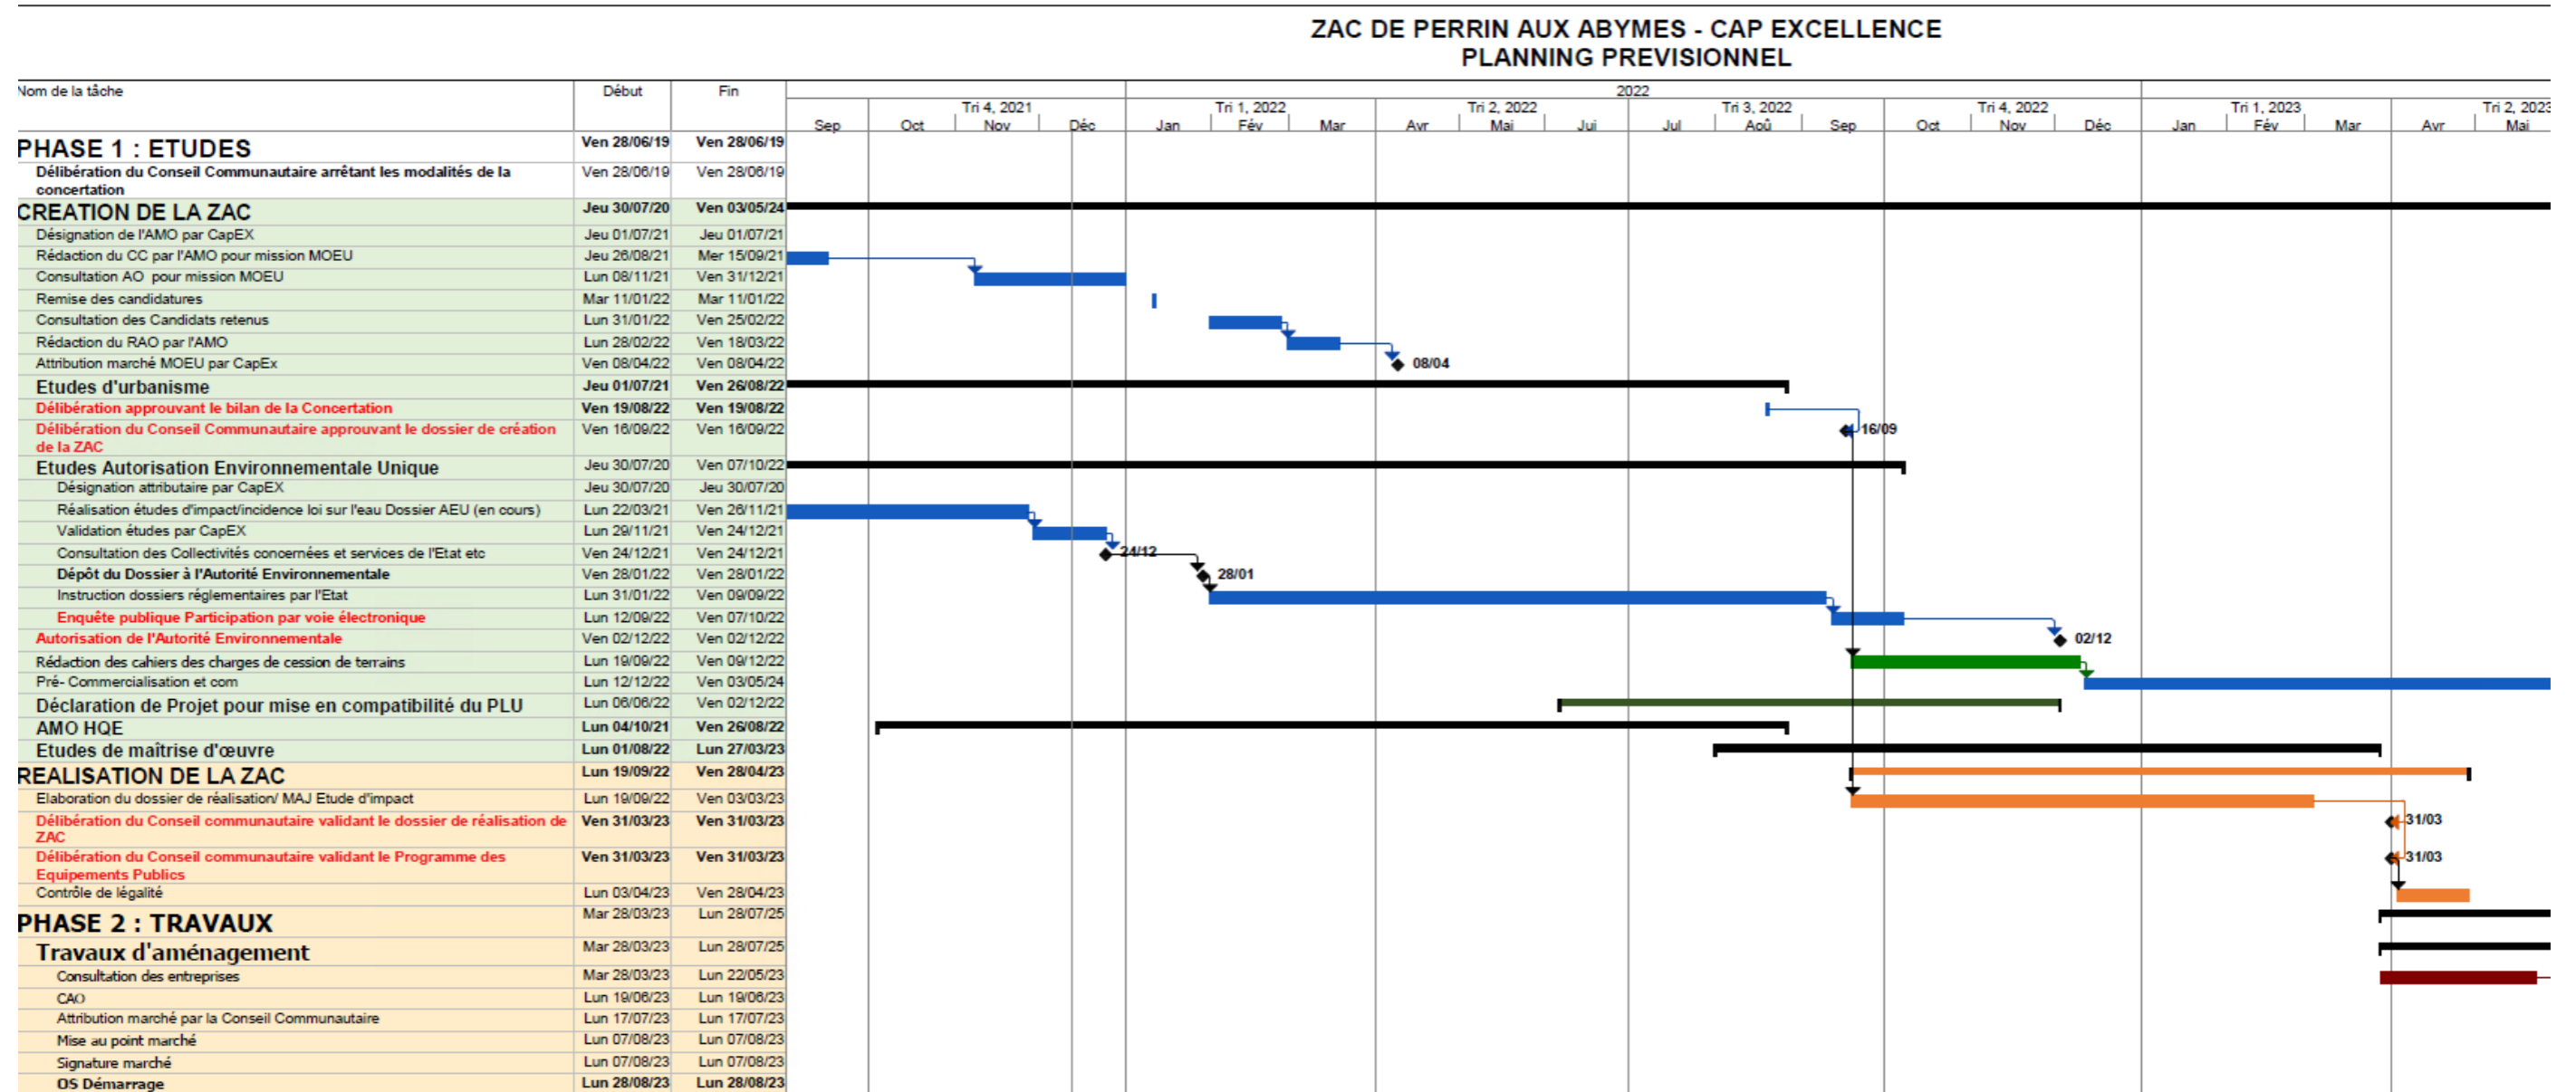 ZAC DE PERRIN AUX ABYMES - CAP EXCELLENCE
PLANNING PREVISIONNEL
Nom de la tâche Début Fin
2022
Tri 4, 2021 Tri 1, 2022 Tri 2, 2022 Tri 3, 2022 Tri 4, 2022 Tri 1, 2023 Tri 2, 2023
Sep Oct Nov Déc Jan Fév Mar Avr Mai Jui Jul Aoû Sep Oct Nov Déc Jan Fév Mar Avr Mai
PHASE 1 : ETUDES Ven 28/06/19 Ven 28/06/19
Délibération du Conseil Communautaire arrêtant les modalités de la Ven 28/06/19 Ven 28/06/19
concertation
CREATION DE LA ZAC Jeu 30/07/20 Ven 03/05/24
Désignation de l'AMO par CapEX Jeu 01/07/21 Jeu 01/07/21
Rédaction du CC par l'AMO pour mission MOEU Jeu 26/08/21 Mer 15/09/21
Consultation AO pour mission MOEU Lun 08/11/21 Ven 31/12/21
Remise des candidatures Mar 11/01/22 Mar 11/01/22
Consultation des Candidats retenus Lun 31/01/22 Ven 25/02/22
Rédaction du RAO par l'AMO Lun 28/02/22 Ven 18/03/22
Attribution marché MOEU par CapEx Ven 08/04/22 Ven 08/04/22 08/04
Etudes d'urbanisme Jeu 01/07/21 Ven 26/08/22
Délibération approuvant le bilan de la Concertation Ven 19/08/22 Ven 19/08/22
Délibération du Conseil Communautaire approuvant le dossier de création Ven 16/09/22 Ven 16/09/22 16/09
de la ZAC
Etudes Autorisation Environnementale Unique Jeu 30/07/20 Ven 07/10/22
Désignation attributaire par CapEX Jeu 30/07/20 Jeu 30/07/20
Réalisation études d'impact/incidence loi sur l'eau Dossier AEU (en cours) Lun 22/03/21 Ven 26/11/21
Validation études par CapEX Lun 29/11/21 Ven 24/12/21
Consultation des Collectivités concernées et services de l'Etat etc Ven 24/12/21 Ven 24/12/21 24/12
Dépôt du Dossier à l'Autorité Environnementale Ven 28/01/22 Ven 28/01/22 28/01
Instruction dossiers réglementaires par l'Etat Lun 31/01/22 Ven 09/09/22
Enquête publique Participation par voie électronique Lun 12/09/22 Ven 07/10/22
Autorisation de l'Autorité Environnementale Ven 02/12/22 Ven 02/12/22 02/12
Rédaction des cahiers des charges de cession de terrains Lun 19/09/22 Ven 09/12/22
Pré- Commercialisation et com Lun 12/12/22 Ven 03/05/24
Déclaration de Projet pour mise en compatibilité du PLU Lun 06/06/22 Ven 02/12/22
AMO HQE Lun 04/10/21 Ven 26/08/22
Etudes de maîtrise d'œuvre Lun 01/08/22 Lun 27/03/23
REALISATION DE LA ZAC Lun 19/09/22 Ven 28/04/23
Elaboration du dossier de réalisation/ MAJ Etude d'impact Lun 19/09/22 Ven 03/03/23
Délibération du Conseil communautaire validant le dossier de réalisation de Ven 31/03/23 Ven 31/03/23 31/03
ZAC
Délibération du Conseil communautaire validant le Programme des Ven 31/03/23 Ven 31/03/23 31/03
Equipements Publics
Contrôle de légalité Lun 03/04/23 Ven 28/04/23
PHASE 2 : TRAVAUX Mar 28/03/23 Lun 28/07/25
Travaux d'aménagement Mar 28/03/23 Lun 28/07/25
Consultation des entreprises Mar 28/03/23 Lun 22/05/23
CAO Lun 19/06/23 Lun 19/06/23
Attribution marché par la Conseil Communautaire Lun 17/07/23 Lun 17/07/23
Mise au point marché Lun 07/08/23 Lun 07/08/23
Signature marché Lun 07/08/23 Lun 07/08/23
OS Démarrage Lun 28/08/23 Lun 28/08/23